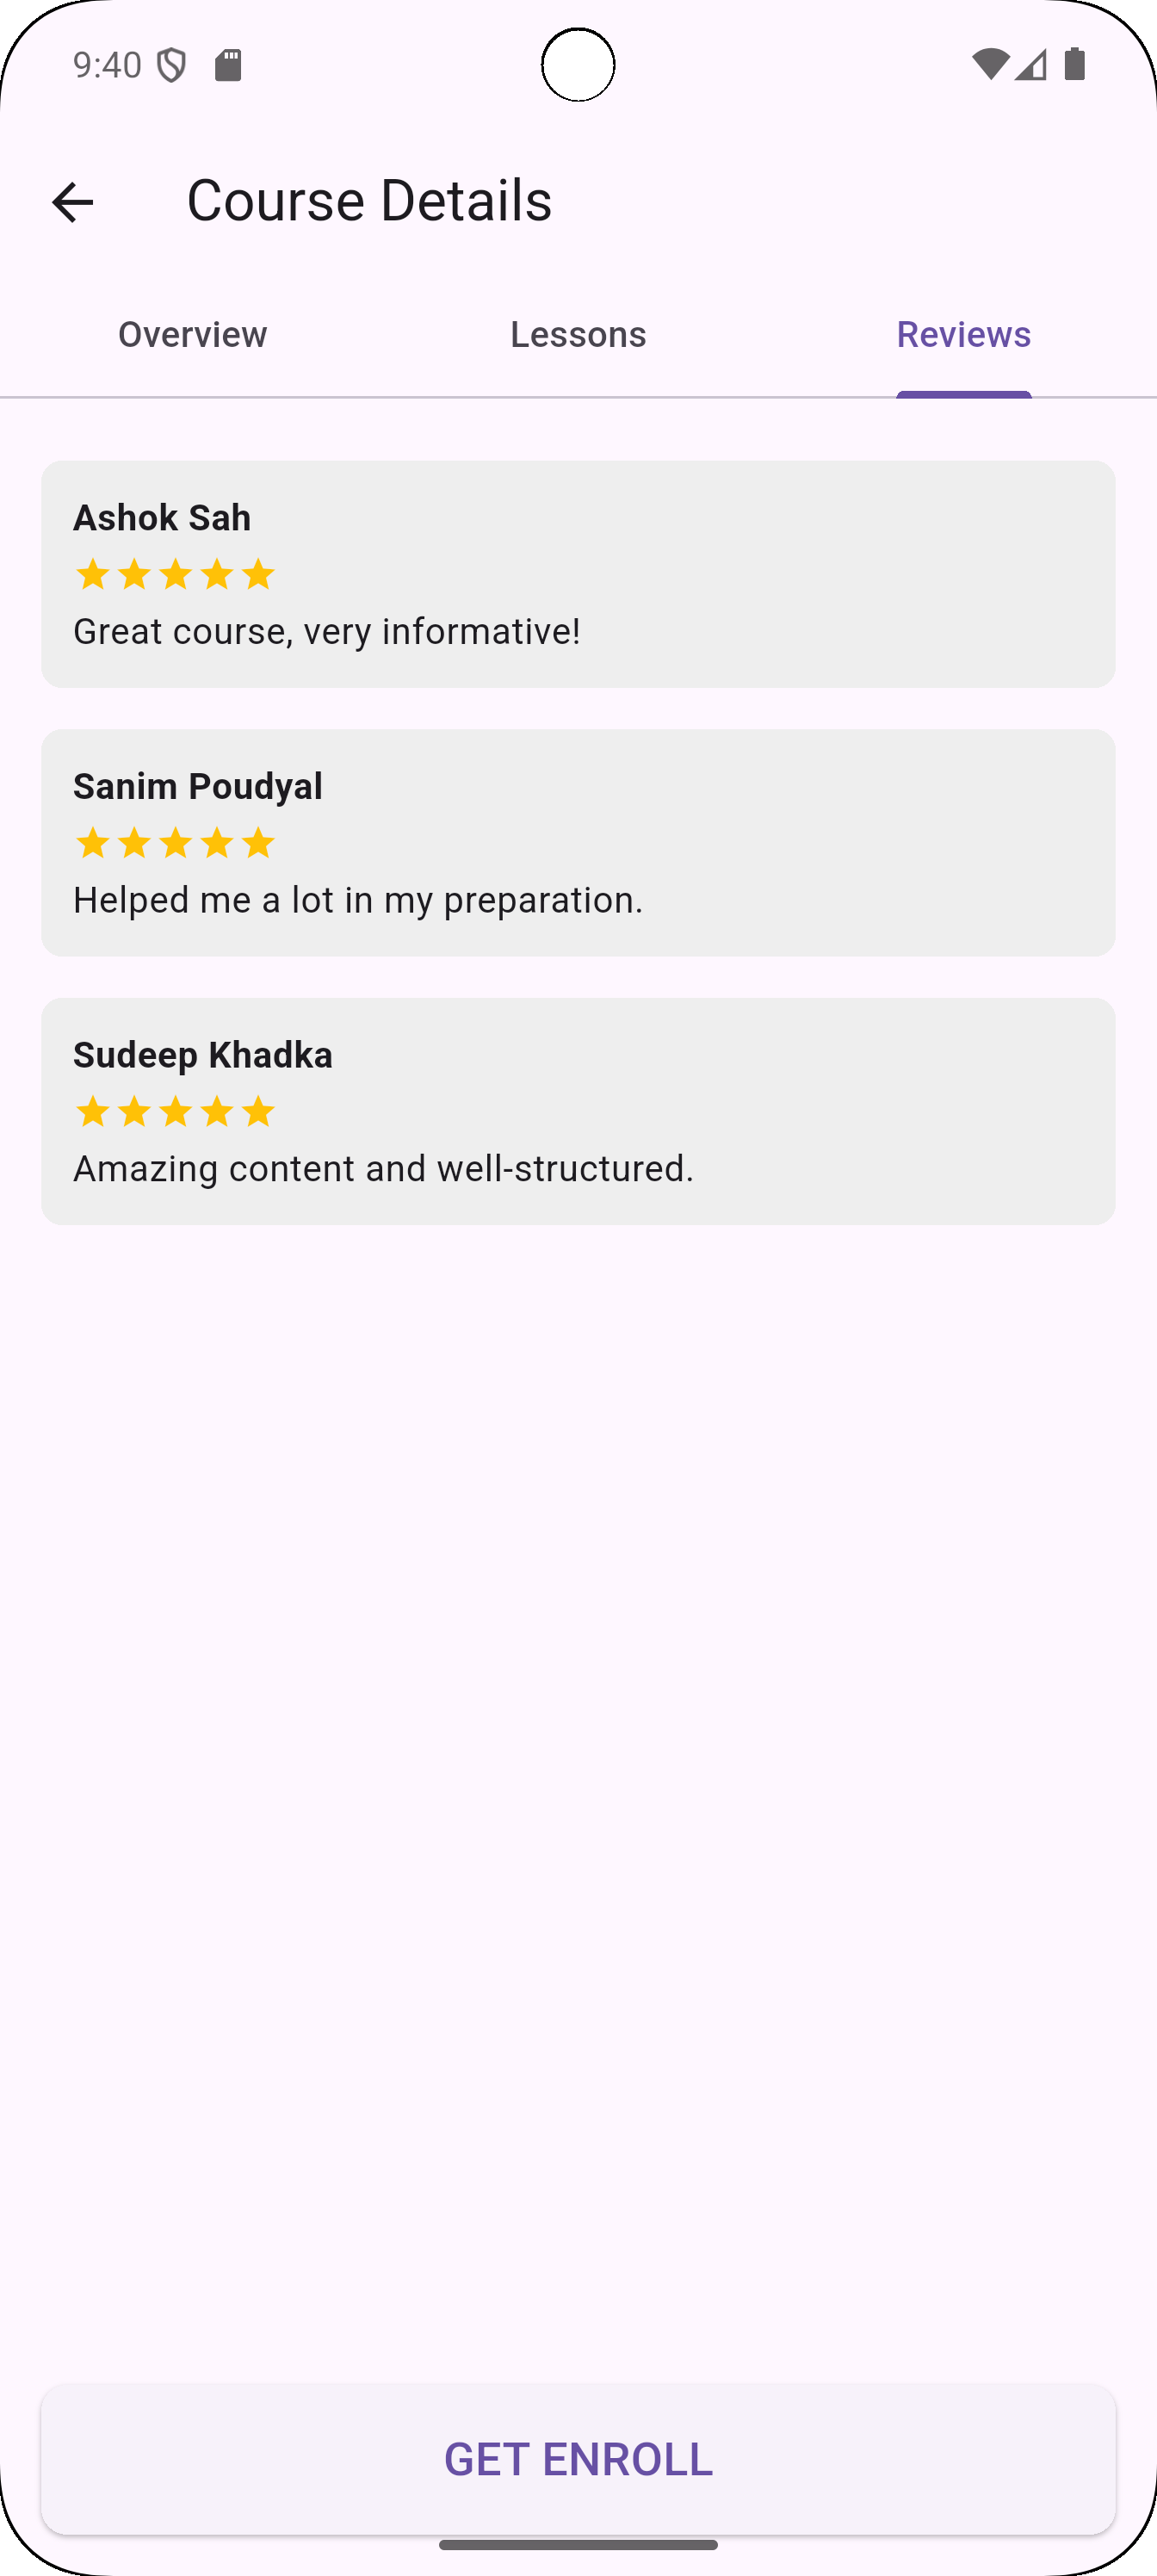 9:40
Course Details
Overview Lessons Reviews
Ashok Sah
Great course, very informative!
Sanim Poudyal
Helped me a lot in my preparation.
Sudeep Khadka
Amazing content and well-structured.
GET ENROLL